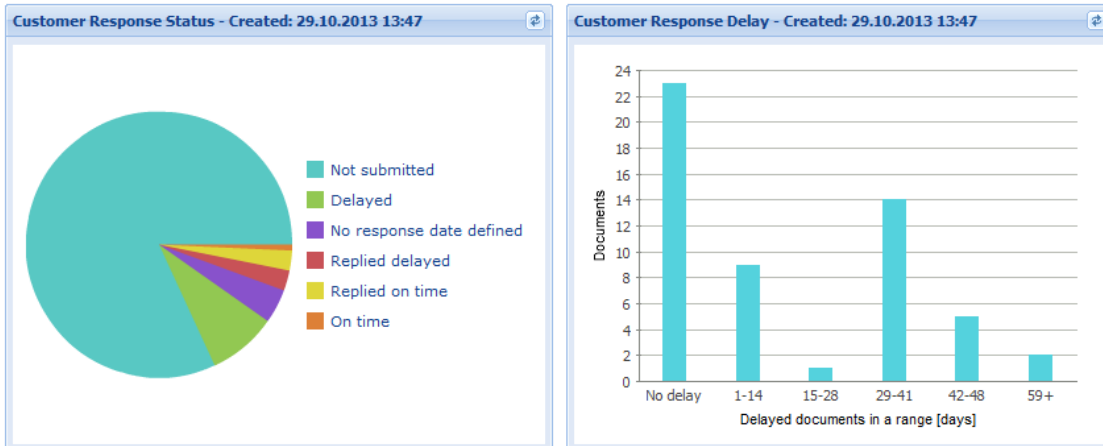 Customer Response Status - Created: 29.10.2013 13:47
Not submitted
Delayed
No response date defined
Replied delayed
Replied on time
On time
Customer Response Delay - Created: 29.10.2013 13:47
Documents
24
22
20
18
16
14
12
10
8
6
4
2
0
No delay 1-14 15-28 29-41 42-48 59+
Delayed documents in a range [days]